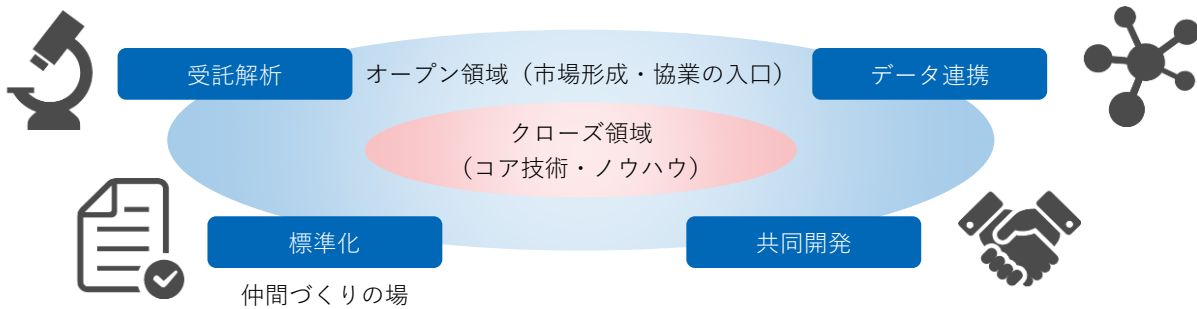 受託解析
オープン領域（市場形成・協業の入口）
データ連携
クローズ領域
（コア技術・ノウハウ）
標準化
共同開発
仲間づくりの場